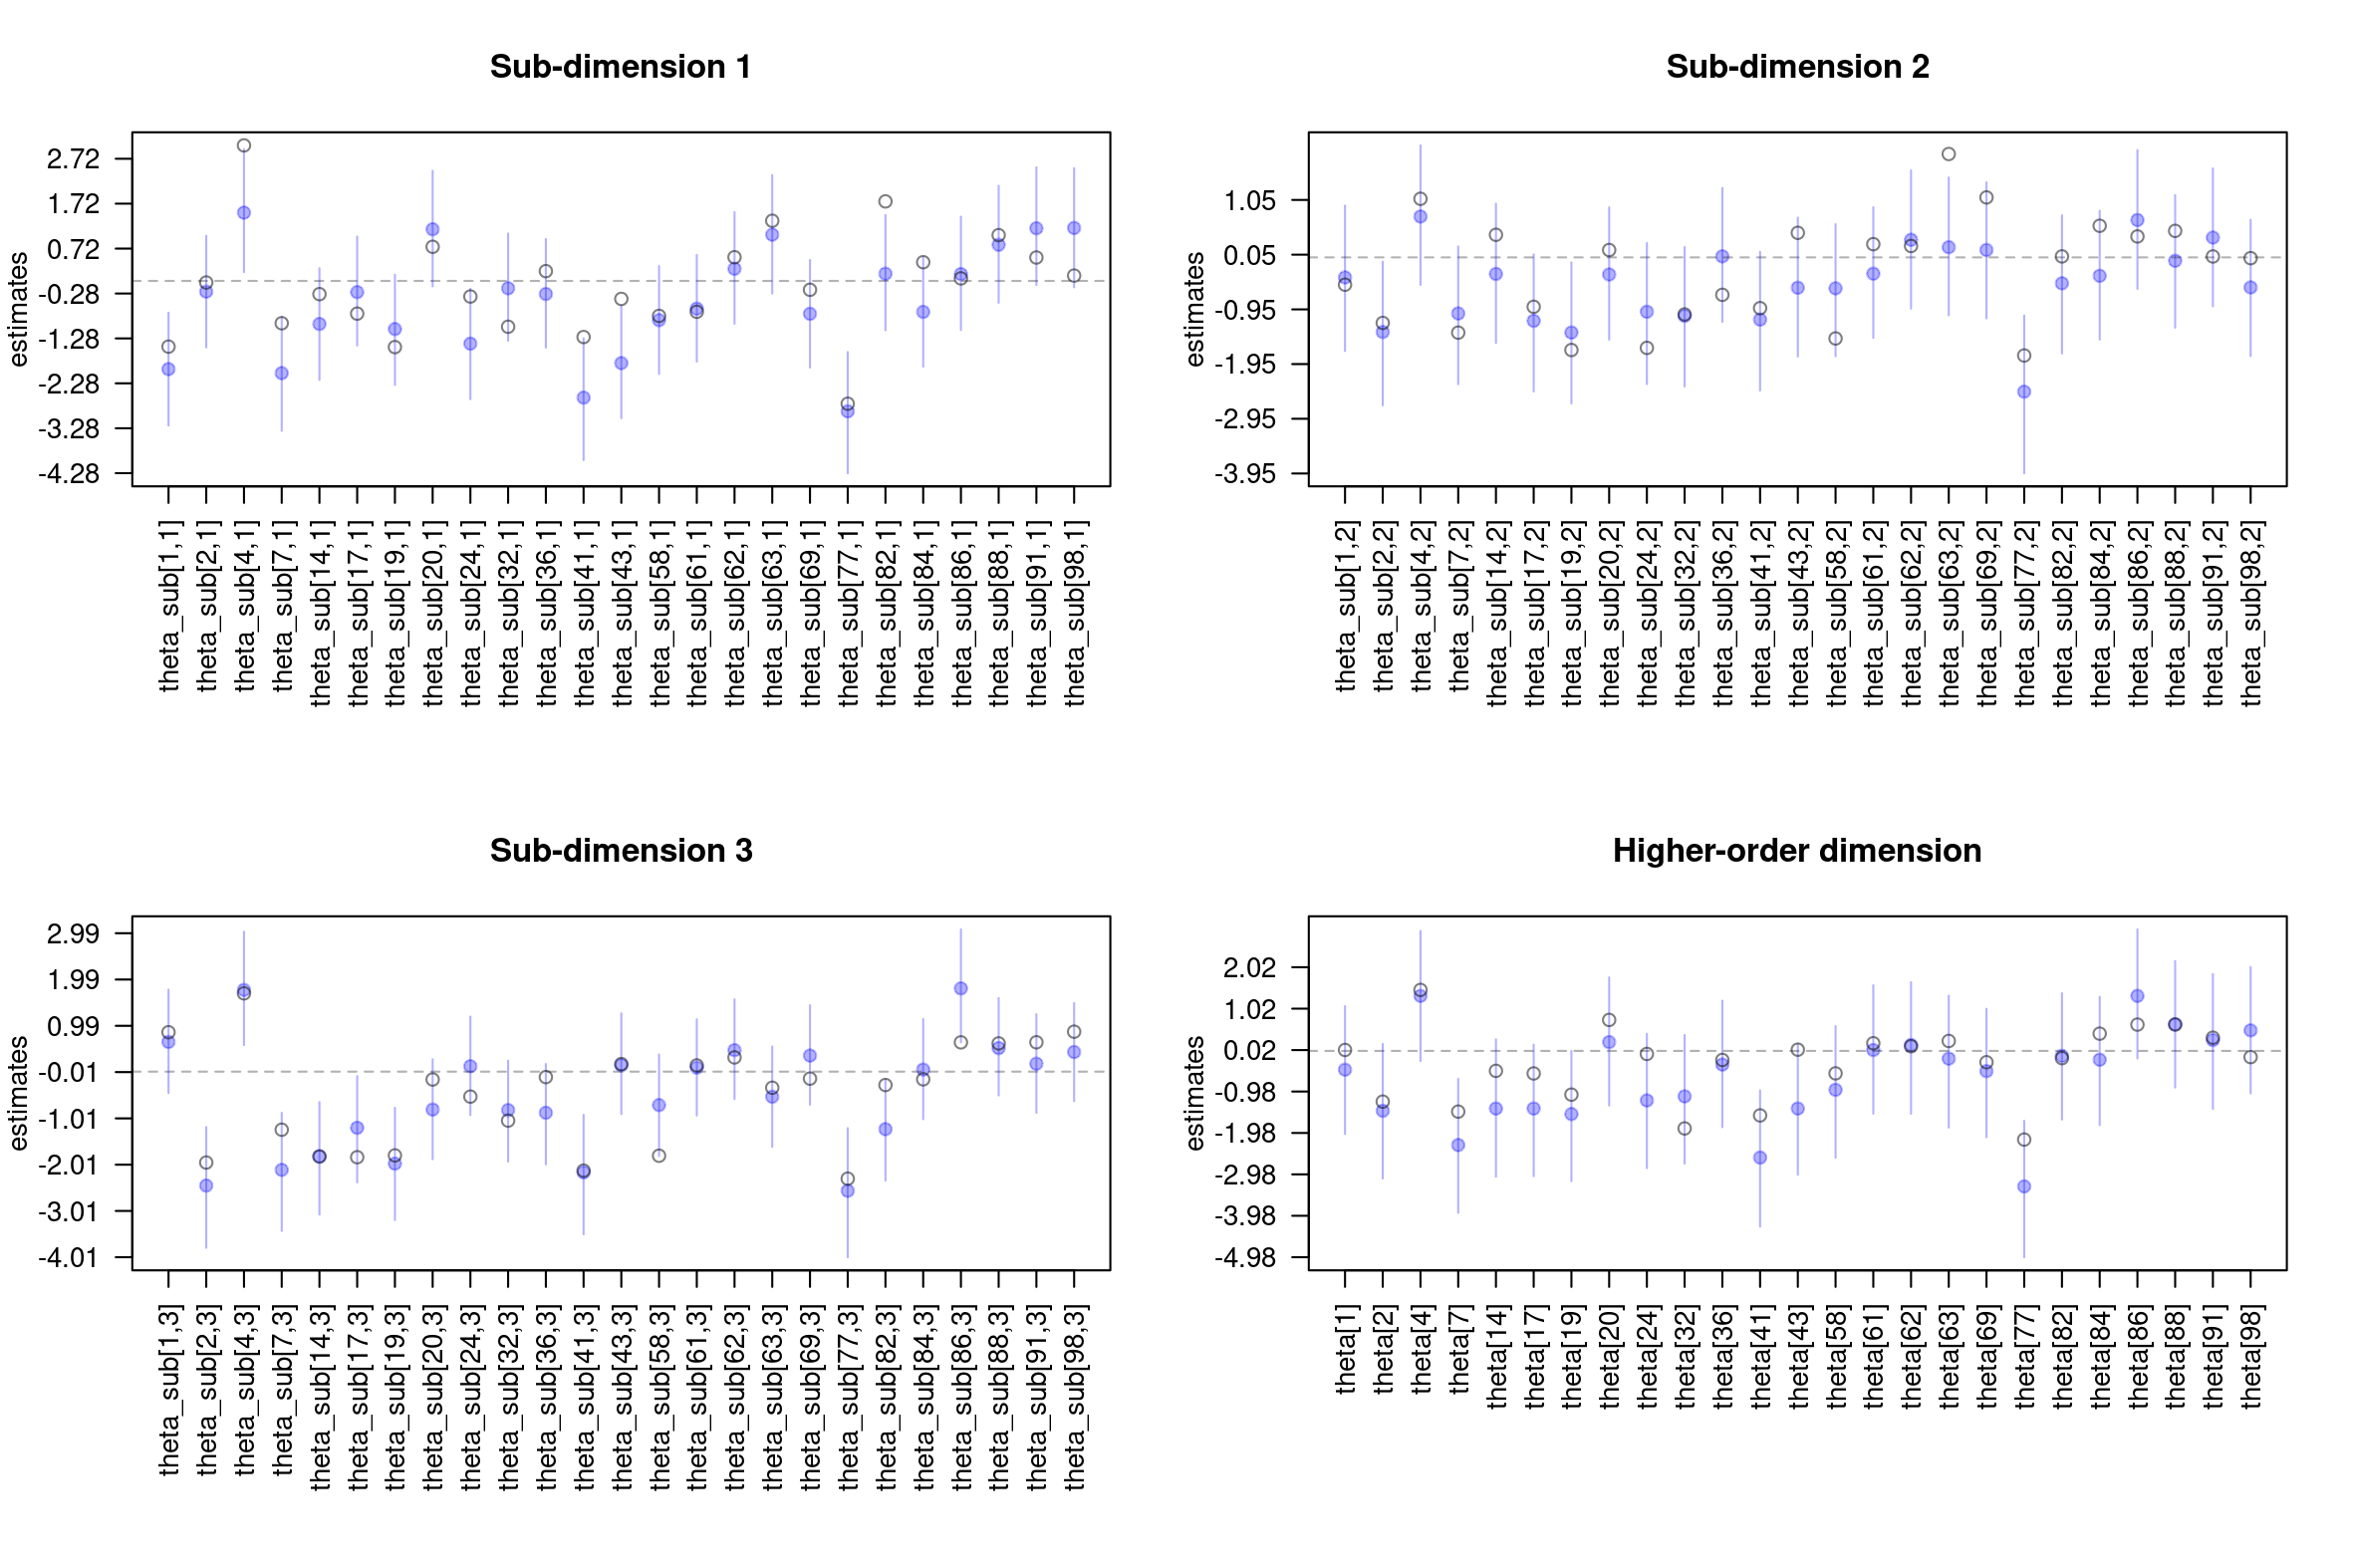 Sub-dimension 1
estimates
2.72
1.72
0.72
-0.28
-1.28
-2.28
-3.28
-4.28
theta_sub[1,1]
theta_sub[2,1]
theta_sub[4,1]
theta_sub[7,1]
theta_sub[14,1]
theta_sub[17,1]
theta_sub[19,1]
theta_sub[20,1]
theta_sub[24,1]
theta_sub[32,1]
theta_sub[36,1]
theta_sub[41,1]
theta_sub[43,1]
theta_sub[58,1]
theta_sub[61,1]
theta_sub[62,1]
theta_sub[63,1]
theta_sub[69,1]
theta_sub[77,1]
theta_sub[82,1]
theta_sub[84,1]
theta_sub[86,1]
theta_sub[88,1]
theta_sub[91,1]
theta_sub[98,1]
Sub-dimension 2
estimates
1.05
0.05
-0.95
-1.95
-2.95
-3.95
theta_sub[1,2]
theta_sub[2,2]
theta_sub[4,2]
theta_sub[7,2]
theta_sub[14,2]
theta_sub[17,2]
theta_sub[19,2]
theta_sub[20,2]
theta_sub[24,2]
theta_sub[32,2]
theta_sub[36,2]
theta_sub[41,2]
theta_sub[43,2]
theta_sub[58,2]
theta_sub[61,2]
theta_sub[62,2]
theta_sub[63,2]
theta_sub[69,2]
theta_sub[77,2]
theta_sub[82,2]
theta_sub[84,2]
theta_sub[86,2]
theta_sub[88,2]
theta_sub[91,2]
theta_sub[98,2]
Sub-dimension 3
estimates
2.99
1.99
0.99
-0.01
-1.01
-2.01
-3.01
-4.01
theta_sub[1,3]
theta_sub[2,3]
theta_sub[4,3]
theta_sub[7,3]
theta_sub[14,3]
theta_sub[17,3]
theta_sub[19,3]
theta_sub[20,3]
theta_sub[24,3]
theta_sub[32,3]
theta_sub[36,3]
theta_sub[41,3]
theta_sub[43,3]
theta_sub[58,3]
theta_sub[61,3]
theta_sub[62,3]
theta_sub[63,3]
theta_sub[69,3]
theta_sub[77,3]
theta_sub[82,3]
theta_sub[84,3]
theta_sub[86,3]
theta_sub[88,3]
theta_sub[91,3]
theta_sub[98,3]
Higher-order dimension
estimates
2.02
1.02
0.02
-0.98
-1.98
-2.98
-3.98
-4.98
theta[1]
theta[2]
theta[4]
theta[7]
theta[14]
theta[17]
theta[19]
theta[20]
theta[24]
theta[32]
theta[36]
theta[41]
theta[43]
theta[58]
theta[61]
theta[62]
theta[63]
theta[69]
theta[77]
theta[82]
theta[84]
theta[86]
theta[88]
theta[91]
theta[98]